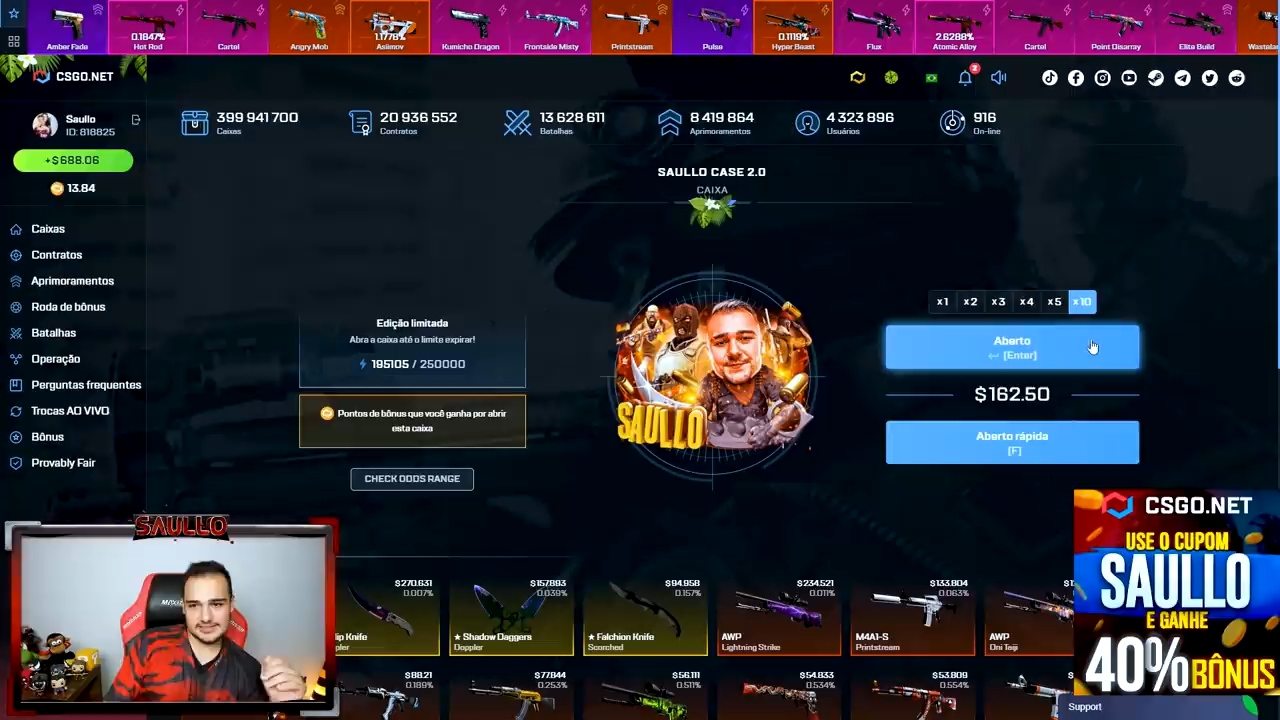 Amber Fade
0.1847%
Hot Rod
Cartel
Angry Mob
1.1778%
Asiimov
Kumicho Dragon
Frontside Misty
Printstream
Pulse
0.1119%
Hyper Beast
Flux
2.6288%
Atomic Alloy
Cartel
Point Disarray
Elite Build
Wastelan
CSGO.NET
2
Saullo
ID: 818825
+$688.06
13.84
399 941 700
Caixas
20 936 552
Contratos
13 628 611
Batalhas
8 419 864
Aprimoramentos
4 323 896
Usuários
916
On-line
SAULLO CASE 2.0
CAIXA
Caixas
Contratos
Aprimoramentos
Roda de bônus
Batalhas
Operação
Perguntas frequentes
Trocas AO VIVO
Bônus
Provably Fair
Edição limitada
Abra a caixa até o limite expirar!
195105 / 250000
Pontos de bônus que você ganha por abrir
esta caixa
CHECK ODDS RANGE
SAULLO
x1 x2 x3 x4 x5 x10
Aberto
[Enter]
$162.50
Aberto rápida
[F]
SAULLO
$270.631
0.007%
lip Knife
pler
$157.893
0.039%
★ Shadow Daggers
Doppler
$94.958
0.157%
★ Falchion Knife
Scorched
$234.521
0.011%
AWP
Lightning Strike
$133.804
0.063%
M4A1-S
Printstream
AWP
Oni Taiji
$88.21
0.189%
$77.844
0.253%
$56.111
0.511%
$54.833
0.534%
$53.809
0.554%
CSGO.NET
USE O CUPOM
SAULLO
E GANHE
40% BÔNUS
Support